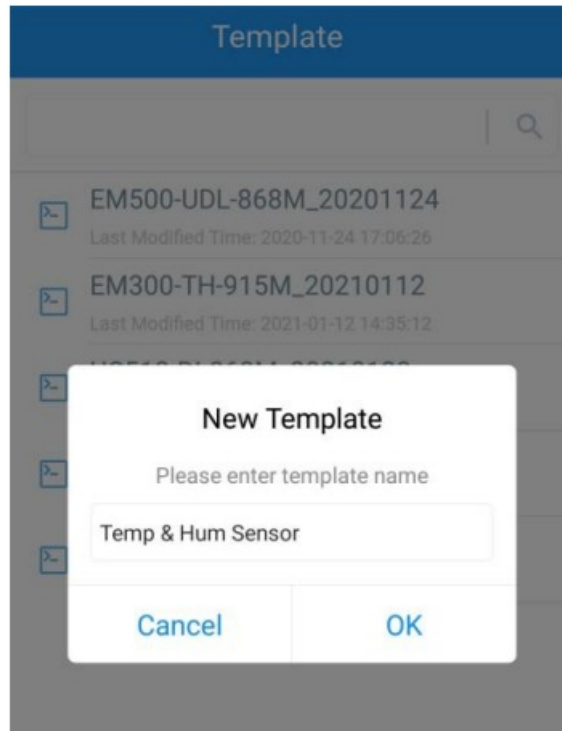 Template
EM500-UDL-868M_20201124
Last Modified Time: 2020-11-24 17:06:26
EM300-TH-915M_20210112
Last Modified Time: 2021-01-12 14:35:12
New Template
Please enter template name
Temp & Hum Sensor
Cancel
OK